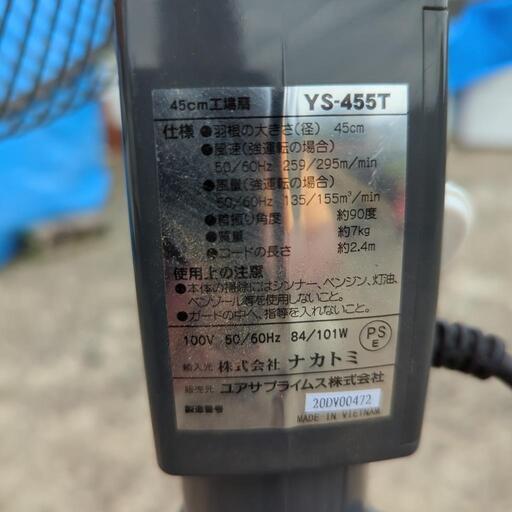 45cm工場扇 YS-455T
仕様 ●羽根の大きさ(径) 45cm
●風速(強運転の場合)
50/60Hz 259/295m/min
●風量(強運転の場合)
50/60Hz 135/155m³/min
●首振り角度 約90度
●質量 約7kg
●コードの長さ 約2.4m
使用上の注意
●本体の掃除にはシンナー、ベンジン、灯油、
ベンゾール等を使用しないこと。
●ガードの中へ、指等を入れないこと。
100V 50/60Hz 84/101W PS
E
輸入元 株式会社 ナカトミ
販売元 ユアサプライムス株式会社
製造番号 20DV00472
MADE IN VIETNAM